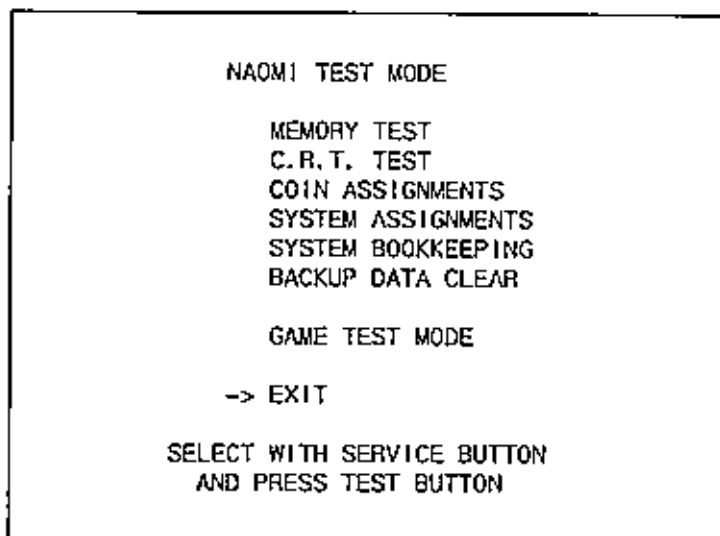 NAOMI TEST MODE
MEMORY TEST
C.R.T. TEST
COIN ASSIGNMENTS
SYSTEM ASSIGNMENTS
SYSTEM BOOKKEEPING
BACKUP DATA CLEAR
GAME TEST MODE
-> EXIT
SELECT WITH SERVICE BUTTON
AND PRESS TEST BUTTON